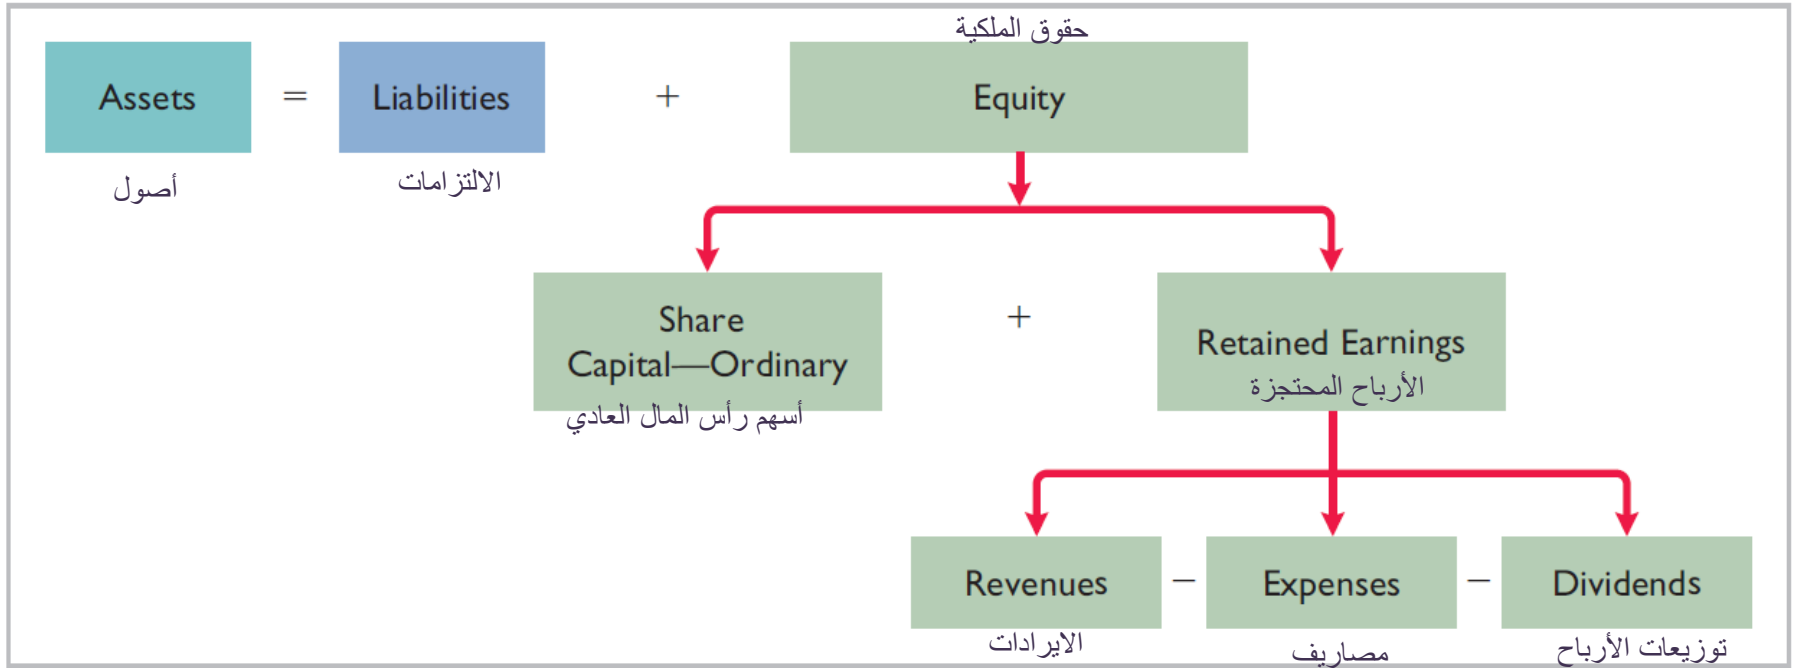 حقوق الملكية
Assets = Liabilities + Equity
أصول
الالتزامات
Share
Capital—Ordinary
+
Retained Earnings
أسهم رأس المال العادي
الأرباح المحتجزة
Revenues – Expenses – Dividends
الايرادات
مصاريف
توزيعات الأرباح